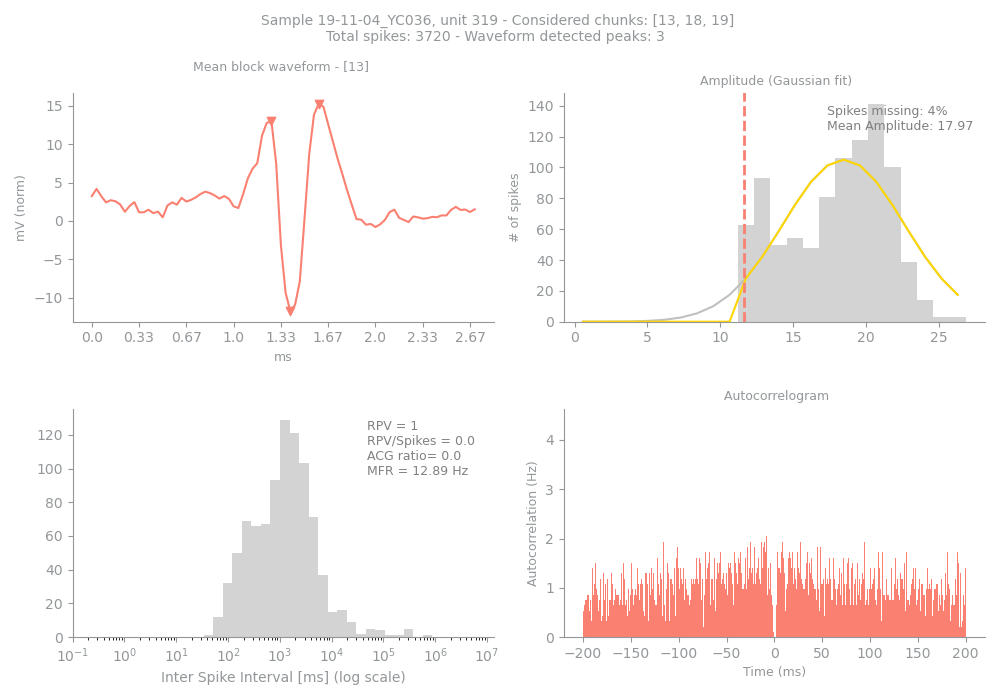 Sample 19-11-04_YC036, unit 319 - Considered chunks: [13, 18, 19]
Total spikes: 3720 - Waveform detected peaks: 3
Mean block waveform - [13]
mV (norm)
15
10
5
0
−5
−10
0.0 0.33 0.67 1.0 1.33 1.67 2.0 2.33 2.67
ms
Amplitude (Gaussian fit)
Spikes missing: 4%
Mean Amplitude: 17.97
# of spikes
140
120
100
80
60
40
20
0
0 5 10 15 20 25
RPV = 1
RPV/Spikes = 0.0
ACG ratio= 0.0
MFR = 12.89 Hz
120
100
80
60
40
20
0
10⁻¹ 10⁰ 10¹ 10² 10³ 10⁴ 10⁵ 10⁶ 10⁷
Inter Spike Interval [ms] (log scale)
Autocorrelogram
Autocorrelation (Hz)
4
3
2
1
0
−200 −150 −100 −50 0 50 100 150 200
Time (ms)